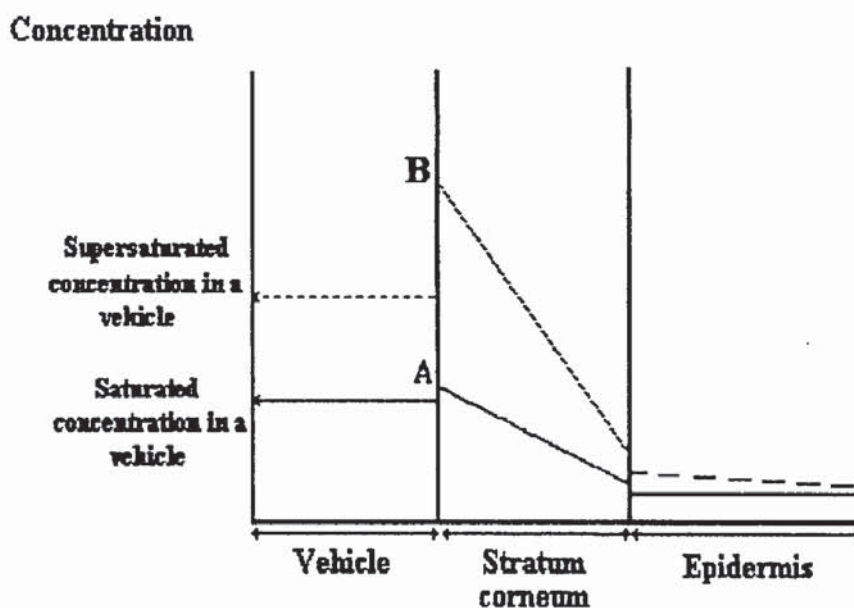 Concentration
B
Supersaturated
concentration in a
vehicle
A
Saturated
concentration in a
vehicle
Vehicle
Stratum
corneum
Epidermis